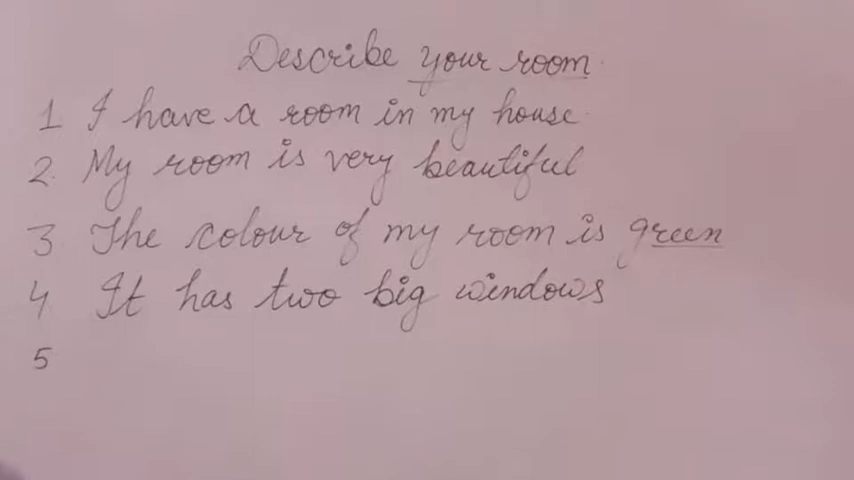 Describe your room.
1 I have a room in my house.
2. My room is very beautiful
3 The colour of my room is green
4 It has two big windows
5